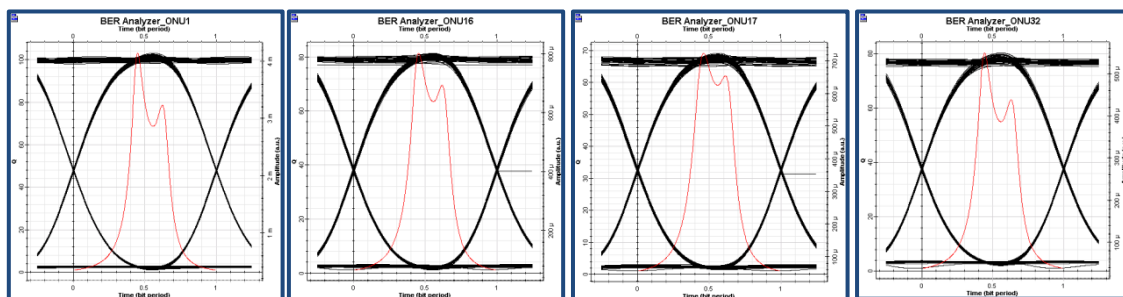 BER Analyzer_ONU1
Time (bit period)
0 0.5 1
Q
100
80
60
40
20
0
Amplitude (a.u.)
4 m
3 m
2 m
1 m
0 0.5 1
Time (bit period)
BER Analyzer_ONU16
Time (bit period)
0 0.5 1
Q
80
60
40
20
0
Amplitude (a.u.)
800 µ
600 µ
400 µ
200 µ
0 0.5 1
Time (bit period)
BER Analyzer_ONU17
Time (bit period)
0 0.5 1
Q
70
60
50
40
30
20
10
0
Amplitude (a.u.)
700 µ
600 µ
500 µ
400 µ
300 µ
200 µ
100 µ
0 0.5 1
Time (bit period)
BER Analyzer_ONU32
Time (bit period)
0 0.5 1
Q
80
60
40
20
0
Amplitude (a.u.)
500 µ
400 µ
200 µ
100 µ
0 0.5 1
Time (bit period)